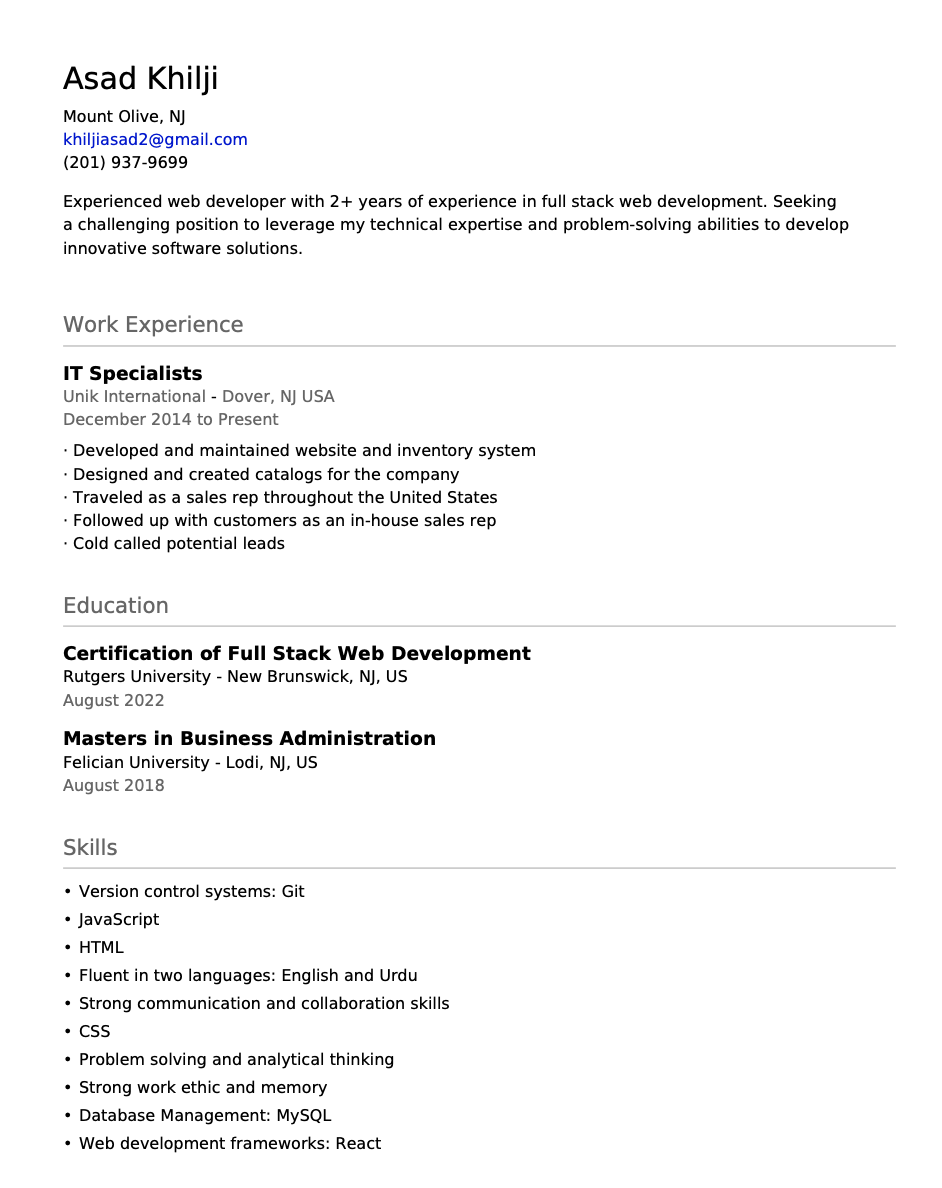 Asad Khilji
Mount Olive, NJ
khiljiasad2@gmail.com
(201) 937-9699
Experienced web developer with 2+ years of experience in full stack web development. Seeking
a challenging position to leverage my technical expertise and problem-solving abilities to develop
innovative software solutions.
Work Experience
IT Specialists
Unik International - Dover, NJ USA
December 2014 to Present
· Developed and maintained website and inventory system
· Designed and created catalogs for the company
· Traveled as a sales rep throughout the United States
· Followed up with customers as an in-house sales rep
· Cold called potential leads
Education
Certification of Full Stack Web Development
Rutgers University - New Brunswick, NJ, US
August 2022
Masters in Business Administration
Felician University - Lodi, NJ, US
August 2018
Skills
• Version control systems: Git
• JavaScript
• HTML
• Fluent in two languages: English and Urdu
• Strong communication and collaboration skills
• CSS
• Problem solving and analytical thinking
• Strong work ethic and memory
• Database Management: MySQL
• Web development frameworks: React